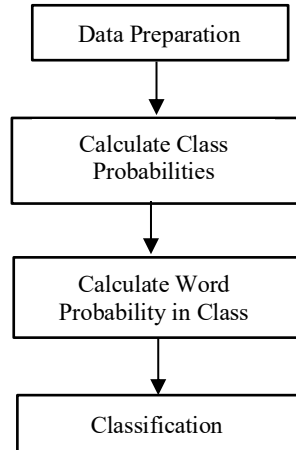 Data Preparation
Calculate Class
Probabilities
Calculate Word
Probability in Class
Classification